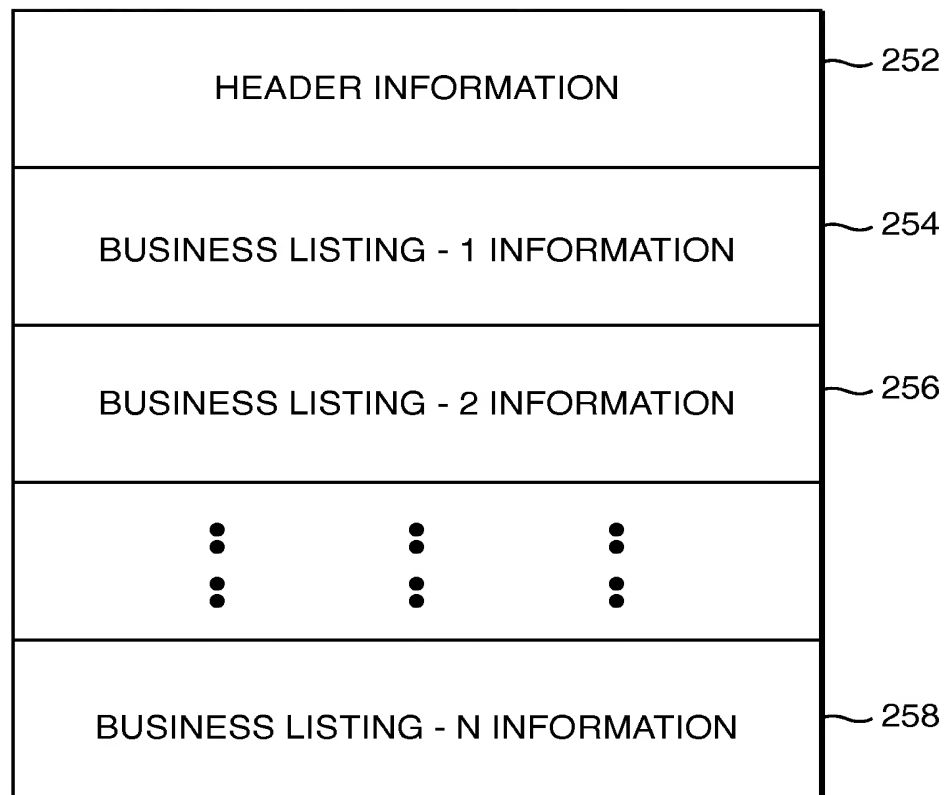 HEADER INFORMATION
252
BUSINESS LISTING - 1 INFORMATION
254
BUSINESS LISTING - 2 INFORMATION
256
BUSINESS LISTING - N INFORMATION
258